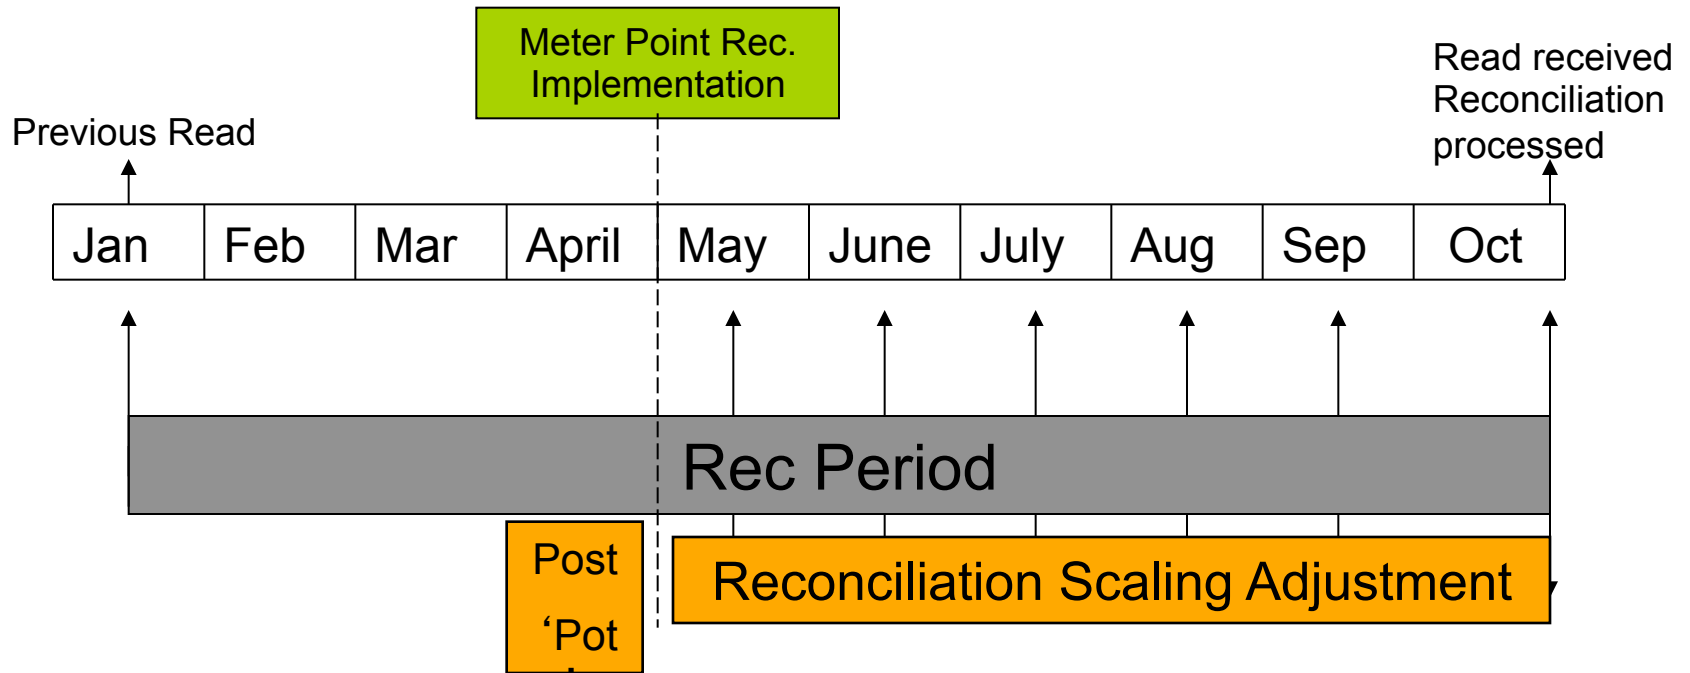 Meter Point Rec.
Implementation
Read received
Reconciliation
processed
Previous Read
Jan Feb Mar April May June July Aug Sep Oct
Rec Period
Post
‘Pot
Reconciliation Scaling Adjustment